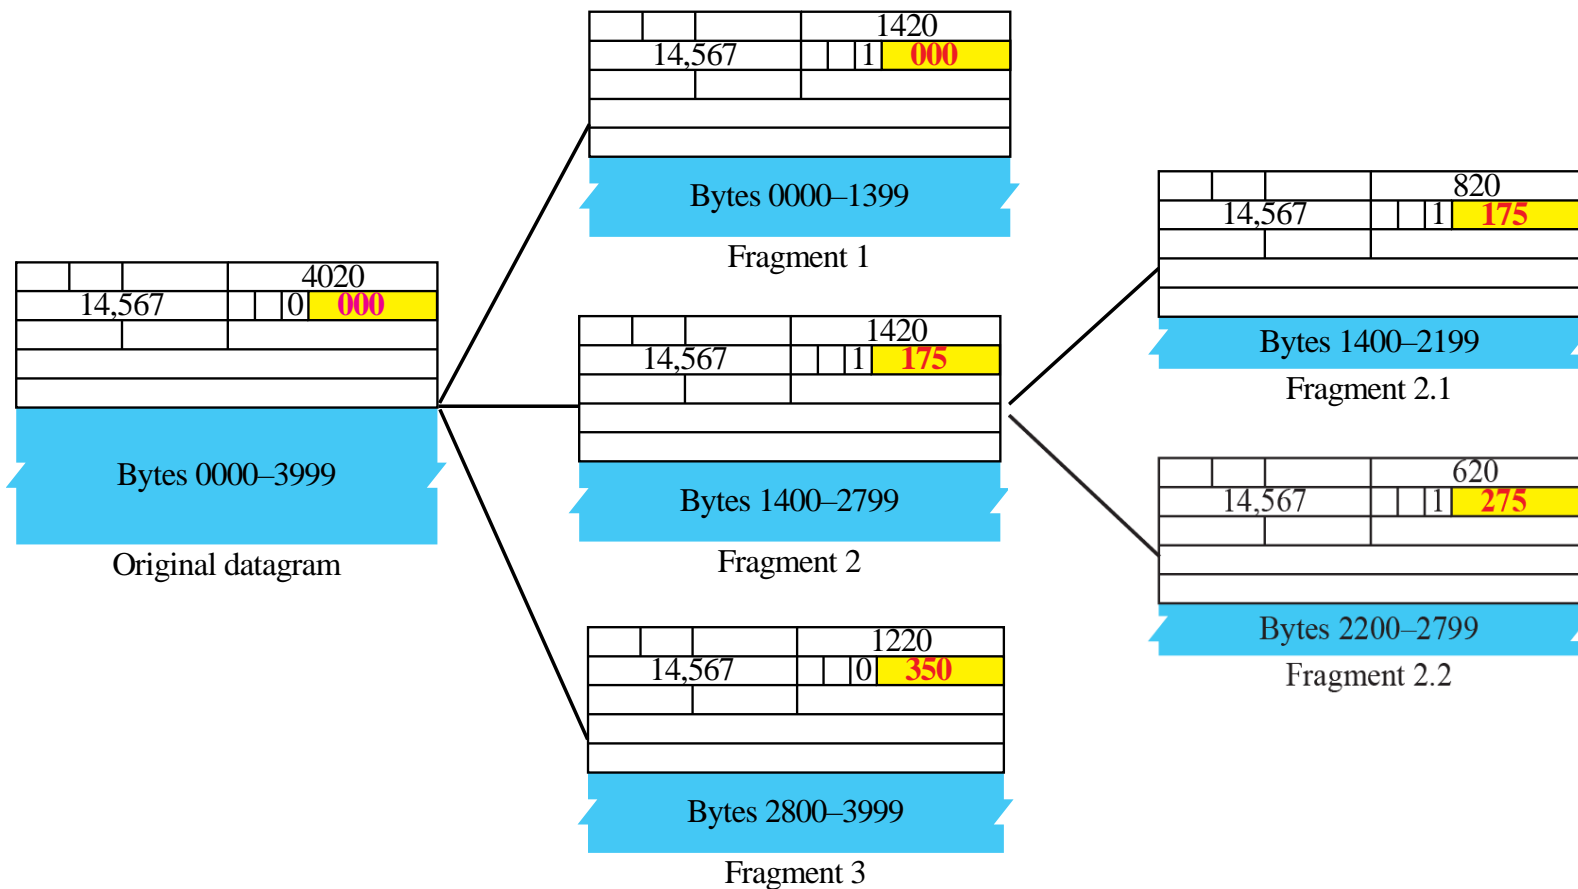 4020
14,567 0 000
Bytes 0000–3999
Original datagram
1420
14,567 1 000
Bytes 0000–1399
Fragment 1
1420
14,567 1 175
Bytes 1400–2799
Fragment 2
1220
14,567 0 350
Bytes 2800–3999
Fragment 3
820
14,567 1 175
Bytes 1400–2199
Fragment 2.1
620
14,567 1 275
Bytes 2200–2799
Fragment 2.2